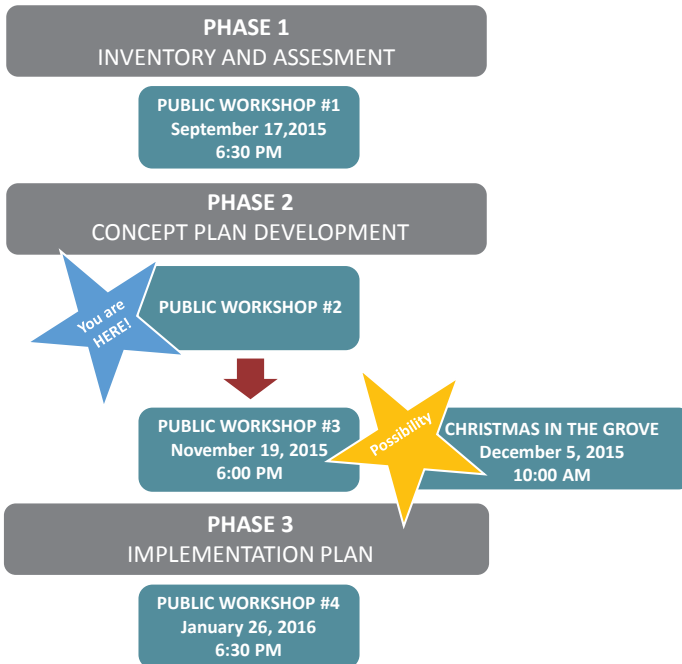 PHASE 1
INVENTORY AND ASSESMENT
PUBLIC WORKSHOP #1
September 17,2015
6:30 PM
PHASE 2
CONCEPT PLAN DEVELOPMENT
You are
HERE!
PUBLIC WORKSHOP #2
PUBLIC WORKSHOP #3
November 19, 2015
6:00 PM
Possibility
CHRISTMAS IN THE GROVE
December 5, 2015
10:00 AM
PHASE 3
IMPLEMENTATION PLAN
PUBLIC WORKSHOP #4
January 26, 2016
6:30 PM